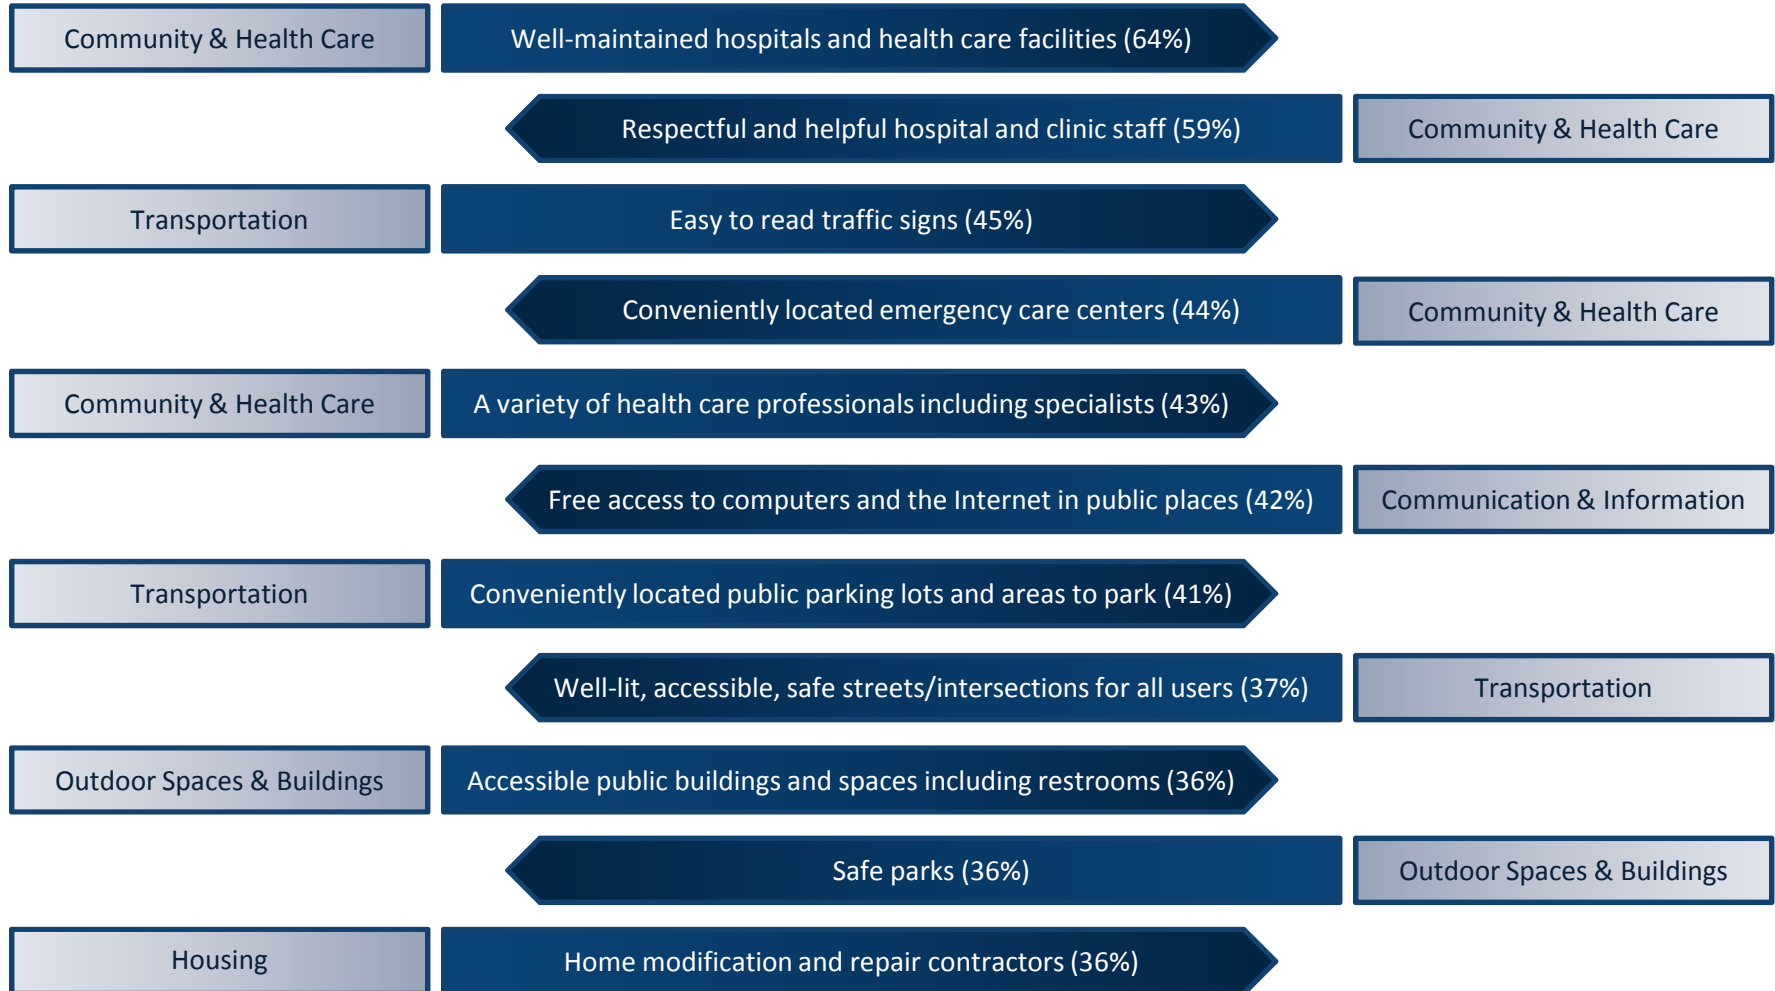 Community & Health Care
Well-maintained hospitals and health care facilities (64%)
Respectful and helpful hospital and clinic staff (59%)
Community & Health Care
Transportation
Easy to read traffic signs (45%)
Conveniently located emergency care centers (44%)
Community & Health Care
Community & Health Care
A variety of health care professionals including specialists (43%)
Free access to computers and the Internet in public places (42%)
Communication & Information
Transportation
Conveniently located public parking lots and areas to park (41%)
Well-lit, accessible, safe streets/intersections for all users (37%)
Transportation
Outdoor Spaces & Buildings
Accessible public buildings and spaces including restrooms (36%)
Safe parks (36%)
Outdoor Spaces & Buildings
Housing
Home modification and repair contractors (36%)